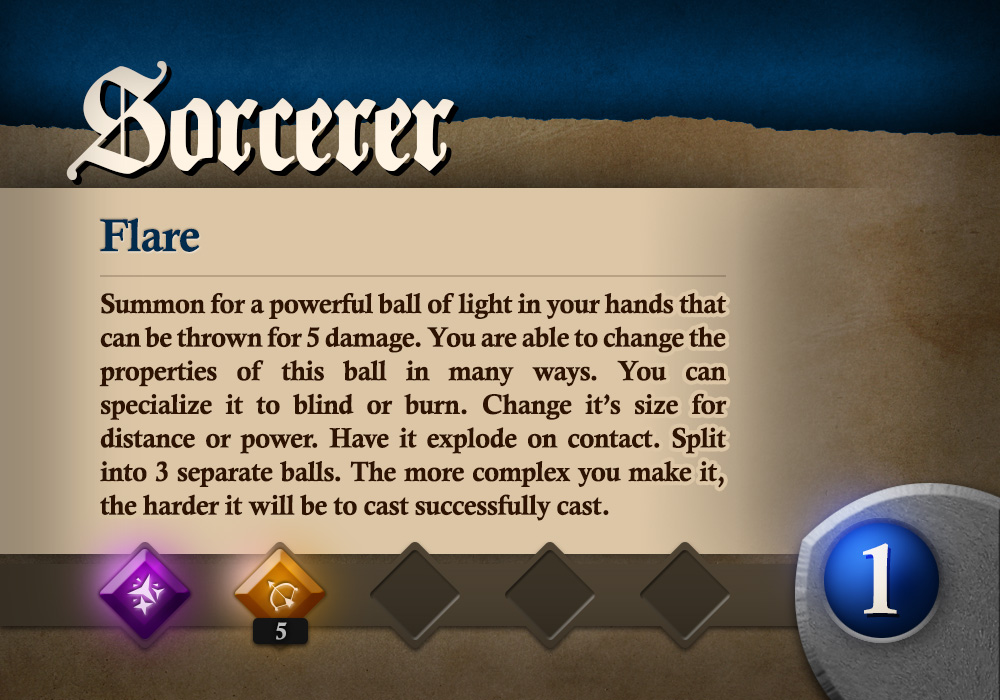 Sorcerer
Flare
Summon for a powerful ball of light in your hands that
can be thrown for 5 damage. You are able to change the
properties of this ball in many ways. You can
specialize it to blind or burn. Change it’s size for
distance or power. Have it explode on contact. Split
into 3 separate balls. The more complex you make it,
the harder it will be to cast successfully cast.
5
1